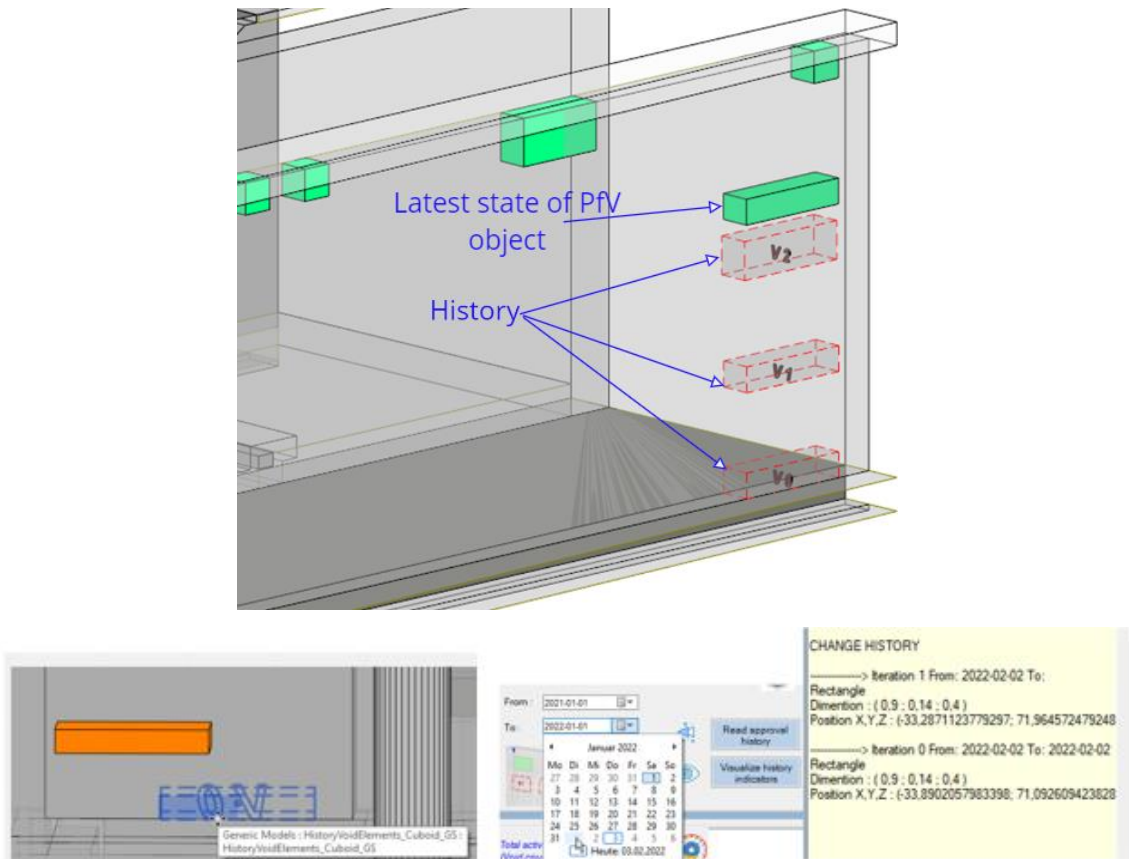 Latest state of PfV
object
V2
History
V1
V0
V0
Generic Models : HistoryVoidElements_Cuboid_GS :
HistoryVoidElements_Cuboid_GS
From : 2021-01-01
To : 2022-01-01
Januar 2022
Mo Di Mi Do Fr Sa So
27 28 29 30 31 1 2
3 4 5 6 7 8 9
10 11 12 13 14 15 16
17 18 19 20 21 22 23
24 25 26 27 28 29 30
31 2 3 4 5 6
Heute: 03.02.2022
Read approval
history
Visualize history
indicators
Total activ
CHANGE HISTORY
------------> Iteration 1 From: 2022-02-02 To:
Rectangle
Dimention : ( 0,9 ; 0,14 ; 0,4 )
Position X,Y,Z : (-33,2871123779297; 71,964572479248
------------> Iteration 0 From: 2022-02-02 To: 2022-02-02
Rectangle
Dimention : ( 0,9 ; 0,14 ; 0,4 )
Position X,Y,Z : (-33,8902057983398; 71,092609423828